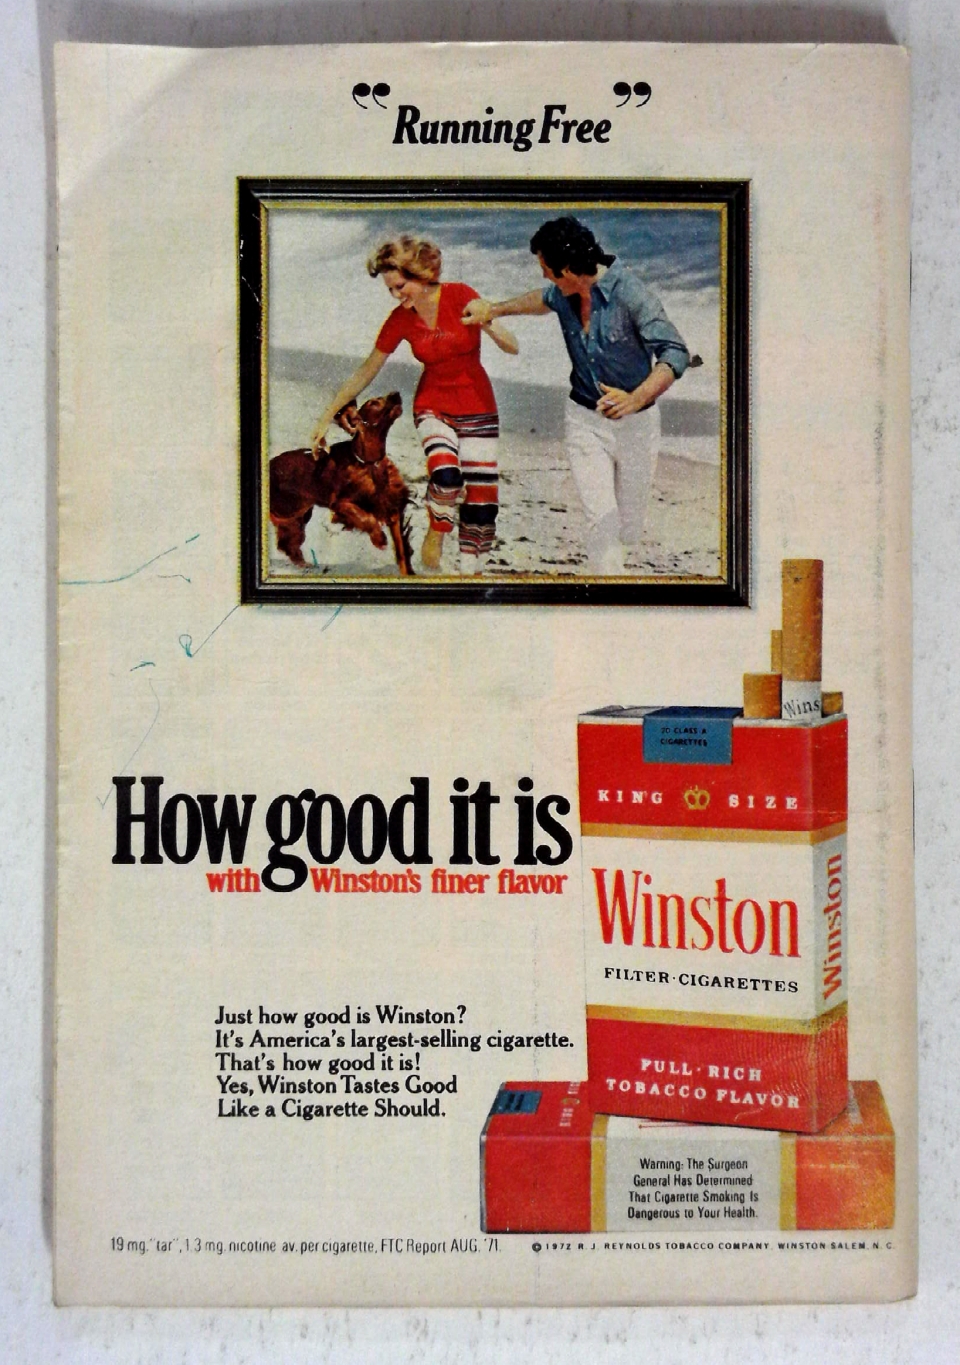 “Running Free”
Wins
20 CLASS A
CIGARETTES
KING SIZE
How good it is
with Winston's finer flavor
Winston
Winston
FILTER·CIGARETTES
Just how good is Winston?
It's America's largest-selling cigarette.
That's how good it is!
Yes, Winston Tastes Good
Like a Cigarette Should.
FULL·RICH
TOBACCO FLAVOR
Warning: The Surgeon
General Has Determined
That Cigarette Smoking Is
Dangerous to Your Health.
19 mg. "tar", 1.3 mg. nicotine av. per cigarette, FTC Report AUG. '71.
© 1972 R. J. REYNOLDS TOBACCO COMPANY, WINSTON SALEM, N. C.